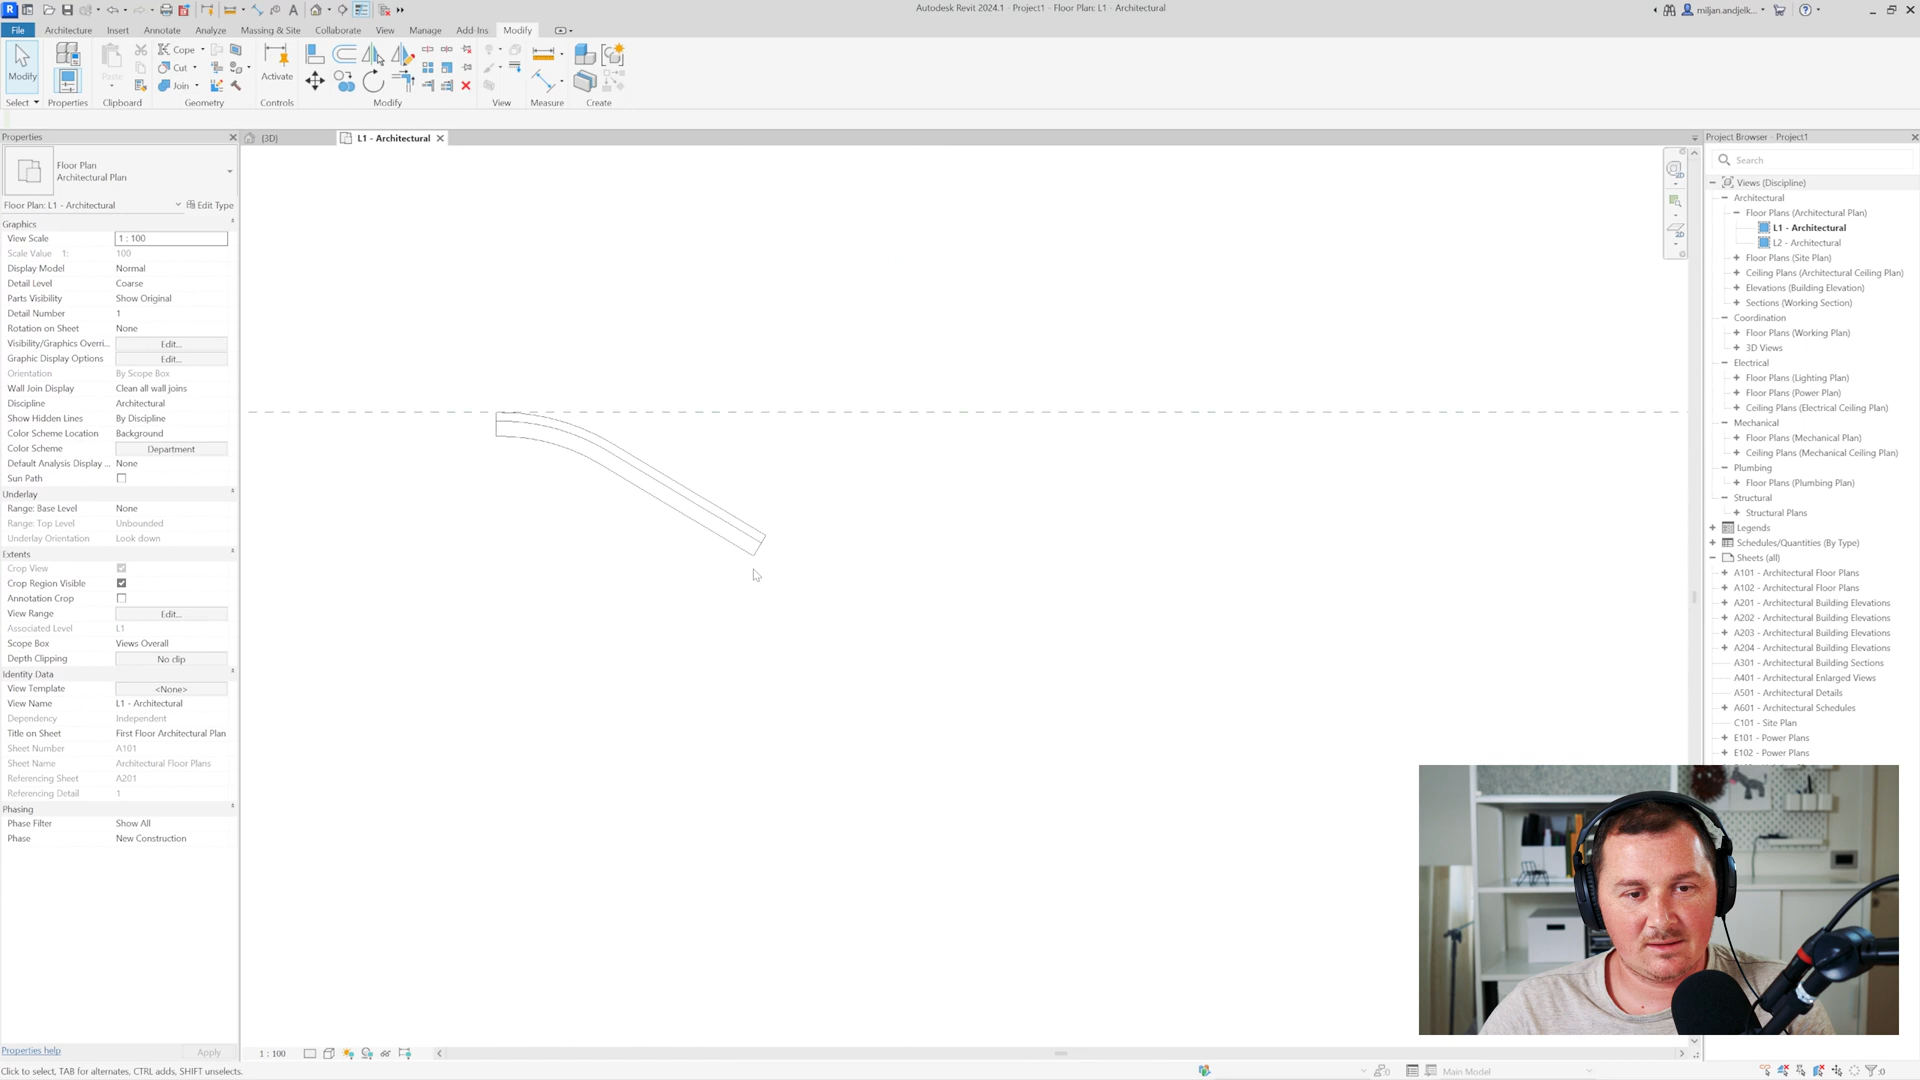 Autodesk Revit 2024.1 - Project1 - Floor Plan: L1 - Architectural
miljan.andjelk...
File Architecture Insert Annotate Analyze Massing & Site Collaborate View Manage Add-Ins Modify
Modify
Paste
Cope
Cut
Join
Activate
Select Properties Clipboard Geometry Controls Modify View Measure Create
Properties
Floor Plan
Architectural Plan
Floor Plan: L1 - Architectural Edit Type
Graphics
View Scale 1 : 100
Scale Value 1: 100
Display Model Normal
Detail Level Coarse
Parts Visibility Show Original
Detail Number 1
Rotation on Sheet None
Visibility/Graphics Overri... Edit...
Graphic Display Options Edit...
Orientation By Scope Box
Wall Join Display Clean all wall joins
Discipline Architectural
Show Hidden Lines By Discipline
Color Scheme Location Background
Color Scheme Department
Default Analysis Display ... None
Sun Path
Underlay
Range: Base Level None
Range: Top Level Unbounded
Underlay Orientation Look down
Extents
Crop View
Crop Region Visible
Annotation Crop
View Range Edit...
Associated Level L1
Scope Box Views Overall
Depth Clipping No clip
Identity Data
View Template <None>
View Name L1 - Architectural
Dependency Independent
Title on Sheet First Floor Architectural Plan
Sheet Number A101
Sheet Name Architectural Floor Plans
Referencing Sheet A201
Referencing Detail 1
Phasing
Phase Filter Show All
Phase New Construction
Properties help Apply
(3D) L1 - Architectural
2D
2D
Project Browser - Project1
Search
Views (Discipline)
Architectural
Floor Plans (Architectural Plan)
L1 - Architectural
L2 - Architectural
Floor Plans (Site Plan)
Ceiling Plans (Architectural Ceiling Plan)
Elevations (Building Elevation)
Sections (Working Section)
Coordination
Floor Plans (Working Plan)
3D Views
Electrical
Floor Plans (Lighting Plan)
Floor Plans (Power Plan)
Ceiling Plans (Electrical Ceiling Plan)
Mechanical
Floor Plans (Mechanical Plan)
Ceiling Plans (Mechanical Ceiling Plan)
Plumbing
Floor Plans (Plumbing Plan)
Structural
Structural Plans
Legends
Schedules/Quantities (By Type)
Sheets (all)
A101 - Architectural Floor Plans
A102 - Architectural Floor Plans
A201 - Architectural Building Elevations
A202 - Architectural Building Elevations
A203 - Architectural Building Elevations
A204 - Architectural Building Elevations
A301 - Architectural Building Sections
A401 - Architectural Enlarged Views
A501 - Architectural Details
A601 - Architectural Schedules
C101 - Site Plan
E101 - Power Plans
E102 - Power Plans
1 : 100
Click to select, TAB for alternates, CTRL adds, SHIFT unselects.
:0
Main Model
:0